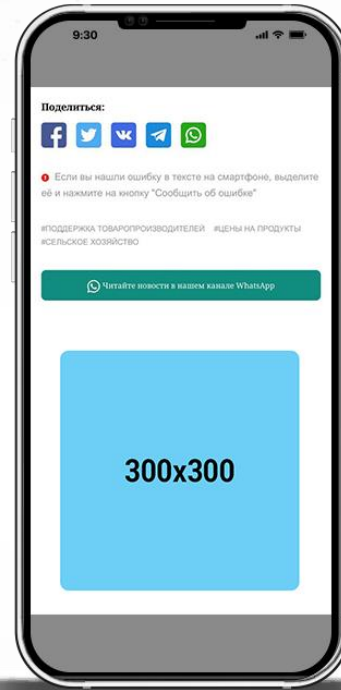 9:30
Поделиться:
Если вы нашли ошибку в тексте на смартфоне, выделите
её и нажмите на кнопку "Сообщить об ошибке"
#ПОДДЕРЖКА ТОВАРОПРОИЗВОДИТЕЛЕЙ #ЦЕНЫ НА ПРОДУКТЫ
#СЕЛЬСКОЕ ХОЗЯЙСТВО
Читайте новости в нашем канале WhatsApp
300x300